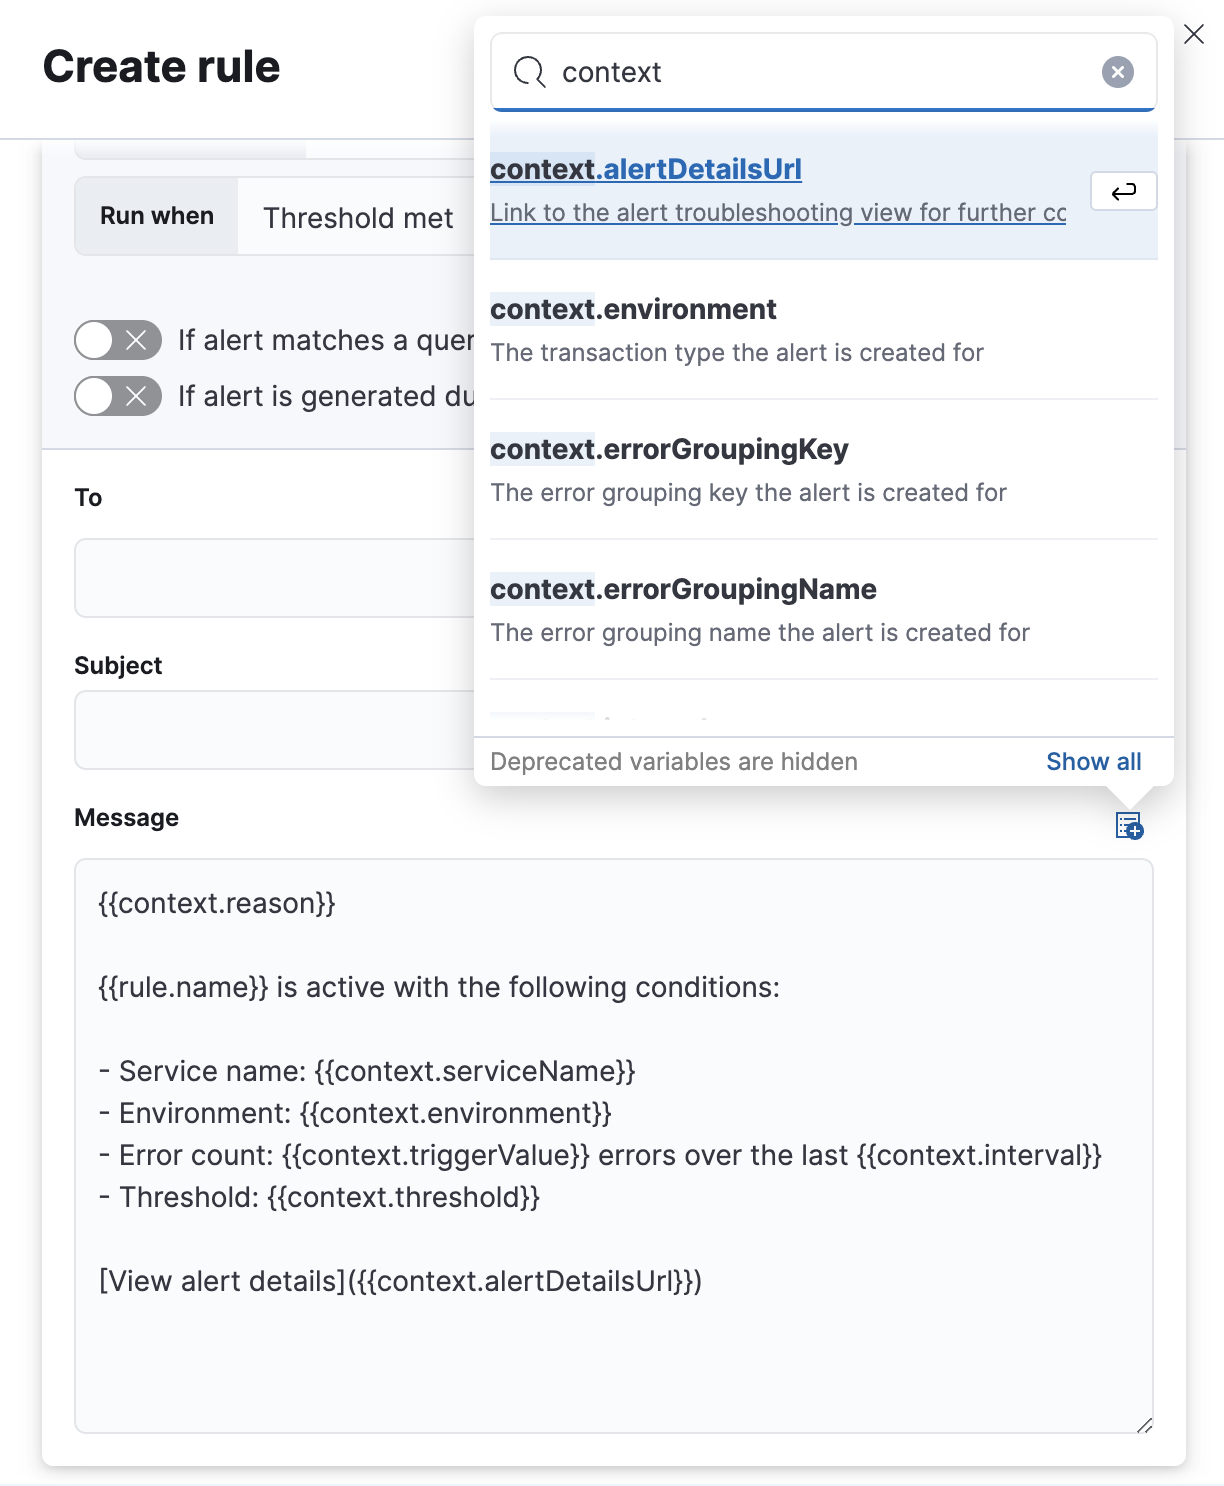 Create rule
context
context.alertDetailsUrl
Link to the alert troubleshooting view for further cc
context.environment
The transaction type the alert is created for
context.errorGroupingKey
The error grouping key the alert is created for
context.errorGroupingName
The error grouping name the alert is created for
Deprecated variables are hidden Show all
Run when Threshold met
If alert matches a quer
If alert is generated du
To
Subject
Message
{{context.reason}}
{{rule.name}} is active with the following conditions:
- Service name: {{context.serviceName}}
- Environment: {{context.environment}}
- Error count: {{context.triggerValue}} errors over the last {{context.interval}}
- Threshold: {{context.threshold}}
[View alert details]({{context.alertDetailsUrl}})